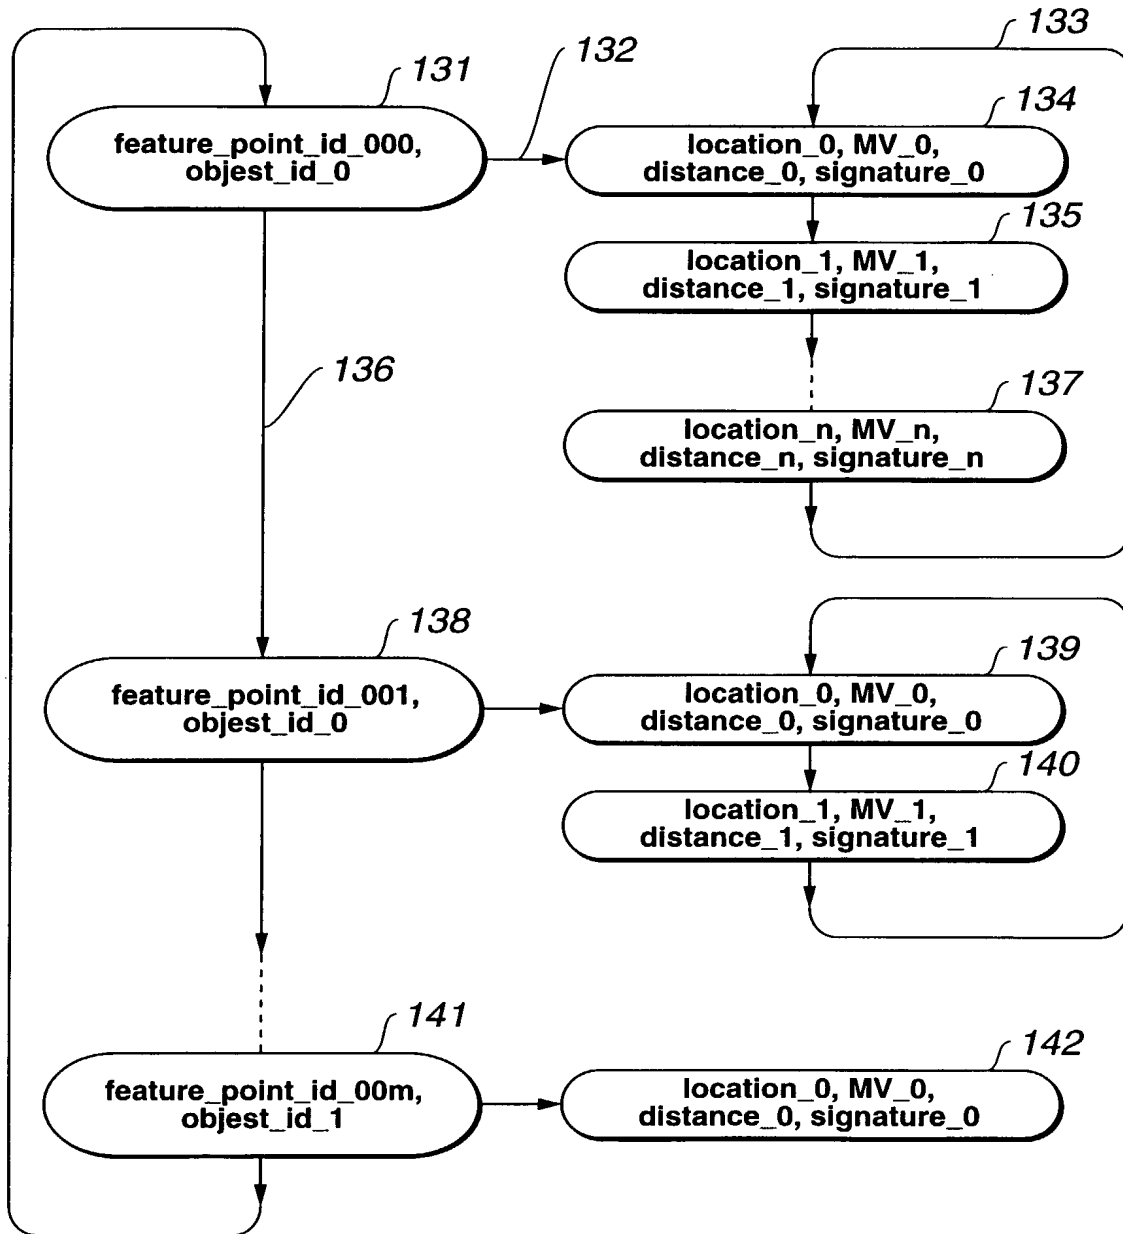 131
132
133
feature_point_id_000,
objest_id_0
134
location_0, MV_0,
distance_0, signature_0
135
location_1, MV_1,
distance_1, signature_1
136
137
location_n, MV_n,
distance_n, signature_n
138
feature_point_id_001,
objest_id_0
139
location_0, MV_0,
distance_0, signature_0
140
location_1, MV_1,
distance_1, signature_1
141
feature_point_id_00m,
objest_id_1
142
location_0, MV_0,
distance_0, signature_0